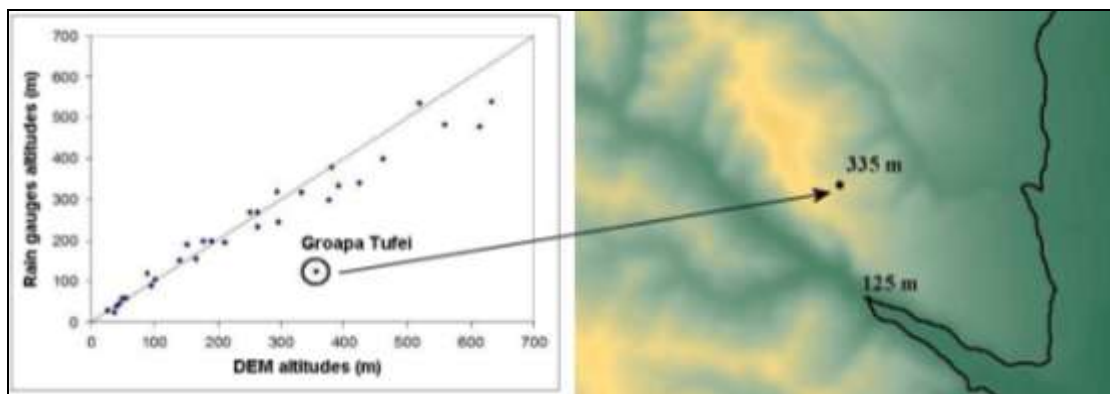 700
600
500
400
300
200
100
0
Rain gauges altitudes (m)
Groapa Tufei
0 100 200 300 400 500 600 700
DEM altitudes (m)
335 m
125 m